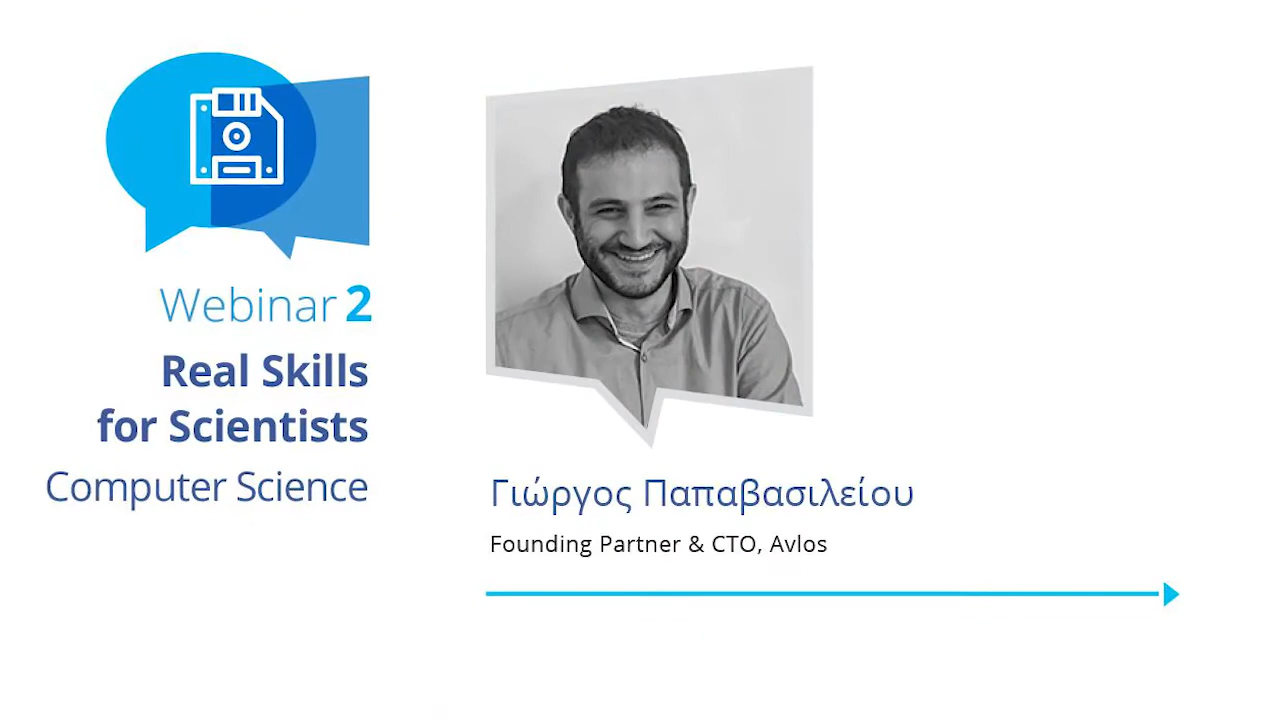 Webinar 2
Real Skills
for Scientists
Computer Science
Γιώργος Παπαβασιλείου
Founding Partner & CTO, Avlos